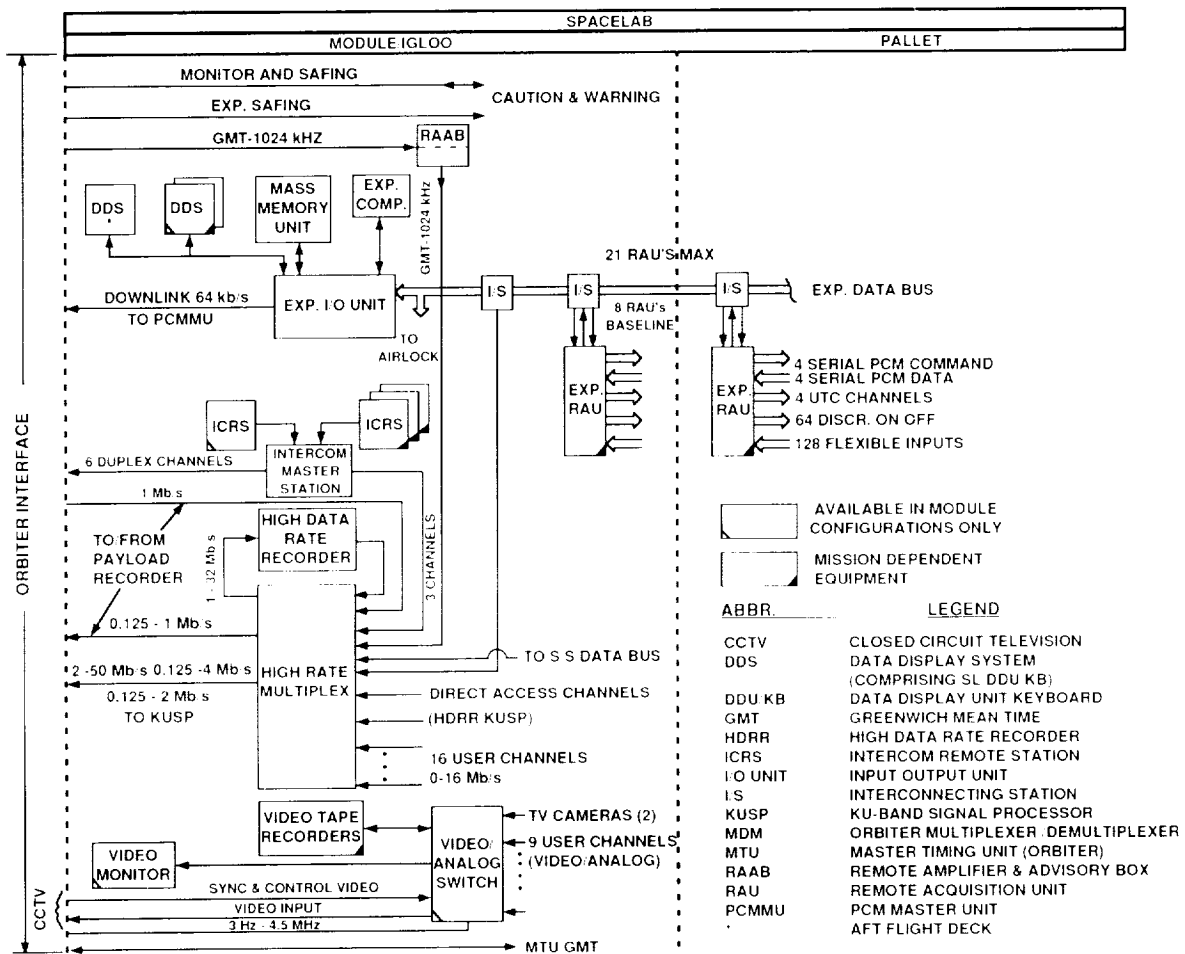 SPACELAB
MODULE IGLOO
PALLET
MONITOR AND SAFING
CAUTION & WARNING
EXP. SAFING
GMT-1024 kHZ
RAAB
DDS
DDS
MASS
MEMORY
UNIT
EXP.
COMP.
GMT-1024 kHz
21 RAU'S MAX
DOWNLINK 64 kb/s
TO PCMMU
EXP. I/O UNIT
I/S
I/S
I/S
EXP. DATA BUS
TO
AIRLOCK
8 RAU's
BASELINE
EXP.
RAU
EXP.
RAU
4 SERIAL PCM COMMAND
4 SERIAL PCM DATA
4 UTC CHANNELS
64 DISCR. ON OFF
128 FLEXIBLE INPUTS
ORBITER INTERFACE
ICRS
ICRS
6 DUPLEX CHANNELS
INTERCOM
MASTER
STATION
1 Mb/s
TO/FROM
PAYLOAD
RECORDER
1 - 32 Mb/s
HIGH DATA
RATE
RECORDER
3 CHANNELS
0.125 - 1 Mb/s
2 -50 Mb/s 0.125 -4 Mb/s
0.125 - 2 Mb/s
TO KUSP
HIGH RATE
MULTIPLEX
TO S S DATA BUS
DIRECT ACCESS CHANNELS
(HDRR KUSP)
16 USER CHANNELS
0-16 Mb/s
VIDEO TAPE
RECORDERS
VIDEO
MONITOR
VIDEO/
ANALOG
SWITCH
TV CAMERAS (2)
9 USER CHANNELS
(VIDEO/ANALOG)
CCTV
SYNC & CONTROL VIDEO
VIDEO INPUT
3 Hz - 4.5 MHz
MTU GMT
AVAILABLE IN MODULE
CONFIGURATIONS ONLY
MISSION DEPENDENT
EQUIPMENT
ABBR. LEGEND
CCTV CLOSED CIRCUIT TELEVISION
DDS DATA DISPLAY SYSTEM
(COMPRISING SL DDU KB)
DDU/KB DATA DISPLAY UNIT KEYBOARD
GMT GREENWICH MEAN TIME
HDRR HIGH DATA RATE RECORDER
ICRS INTERCOM REMOTE STATION
I/O UNIT INPUT OUTPUT UNIT
I/S INTERCONNECTING STATION
KUSP KU-BAND SIGNAL PROCESSOR
MDM ORBITER MULTIPLEXER/DEMULTIPLEXER
MTU MASTER TIMING UNIT (ORBITER)
RAAB REMOTE AMPLIFIER & ADVISORY BOX
RAU REMOTE ACQUISITION UNIT
PCMMU PCM MASTER UNIT
AFT FLIGHT DECK